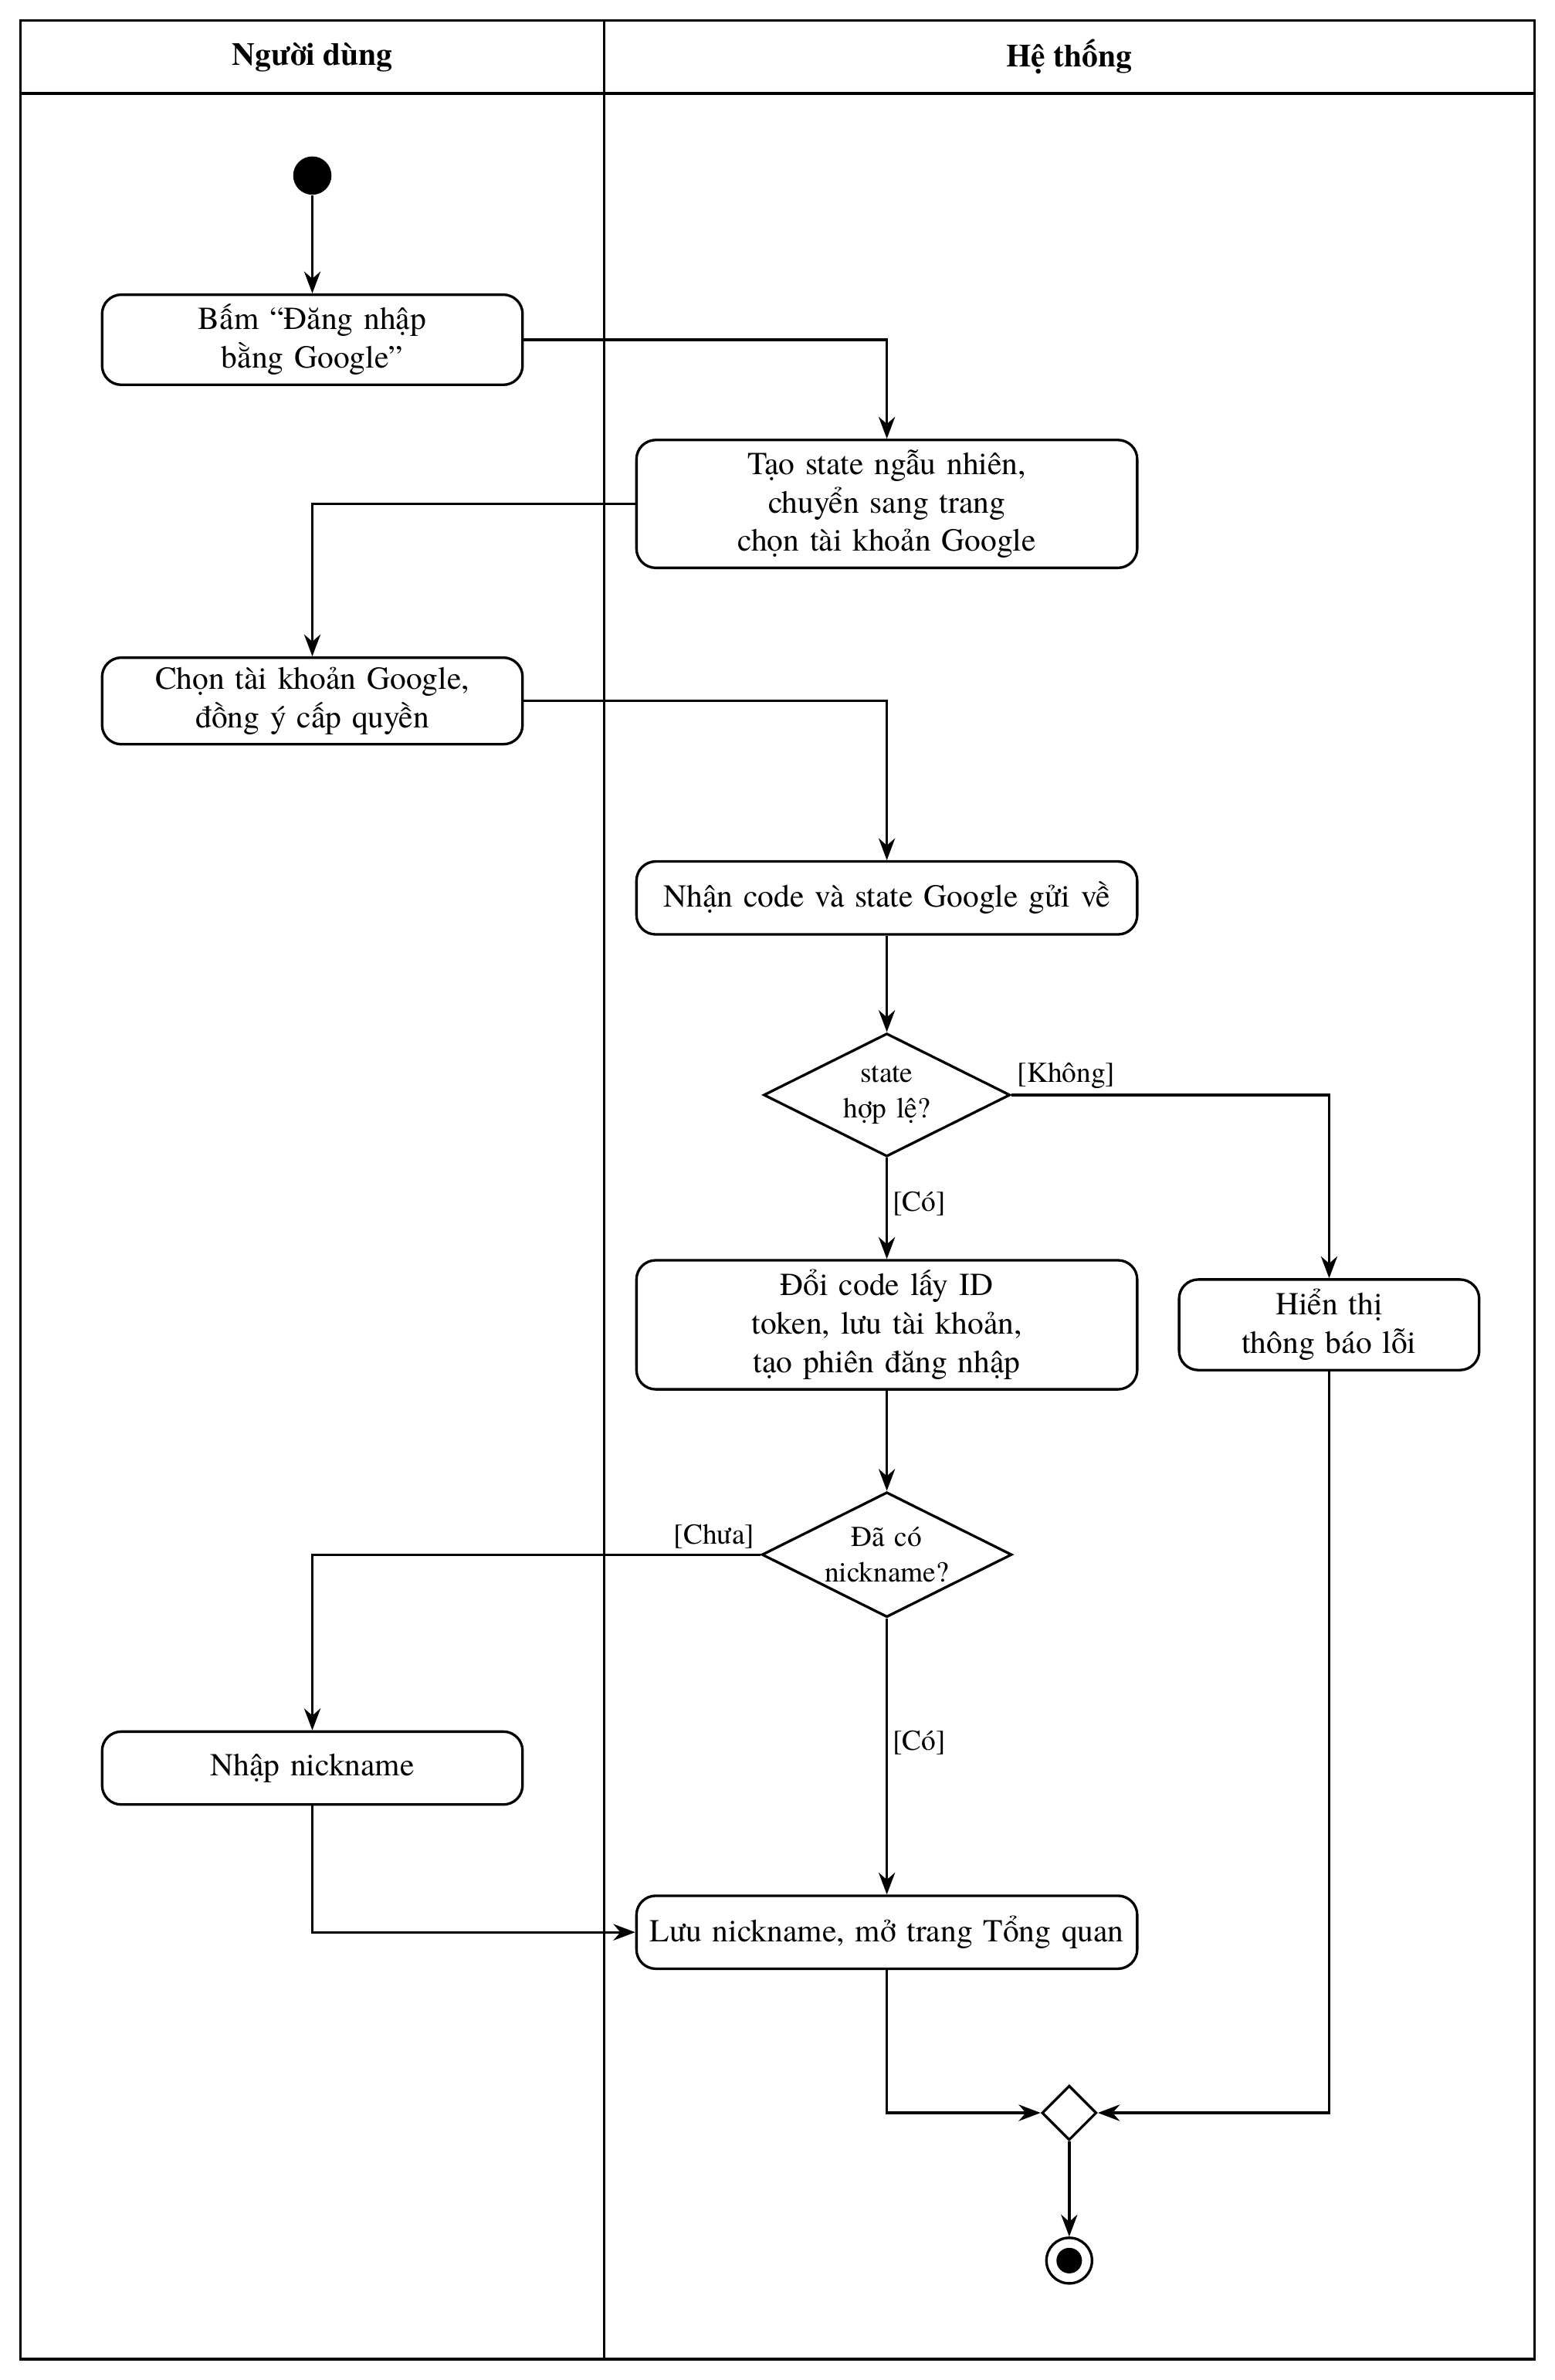 Người dùng
Hệ thống
Bấm “Đăng nhập
bằng Google”
Tạo state ngẫu nhiên,
chuyển sang trang
chọn tài khoản Google
Chọn tài khoản Google,
đồng ý cấp quyền
Nhận code và state Google gửi về
state
hợp lệ?
[Không]
[Có]
Đổi code lấy ID
token, lưu tài khoản,
tạo phiên đăng nhập
Hiển thị
thông báo lỗi
[Chưa]
Đã có
nickname?
[Có]
Nhập nickname
Lưu nickname, mở trang Tổng quan